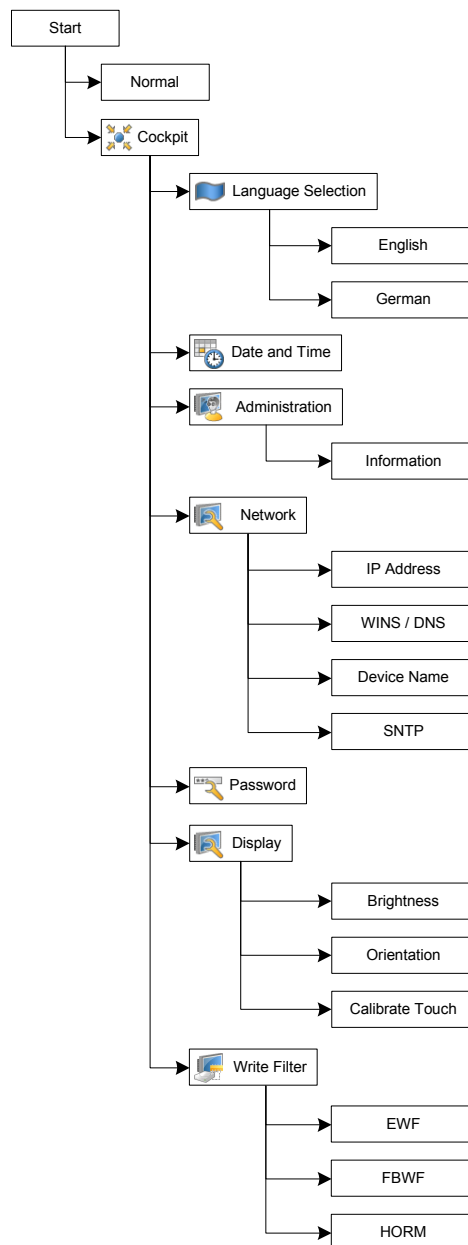 Start
Normal
Cockpit
Language Selection
English
German
Date and Time
Administration
Information
Network
IP Address
WINS / DNS
Device Name
SNTP
Password
Display
Brightness
Orientation
Calibrate Touch
Write Filter
EWF
FBWF
HORM